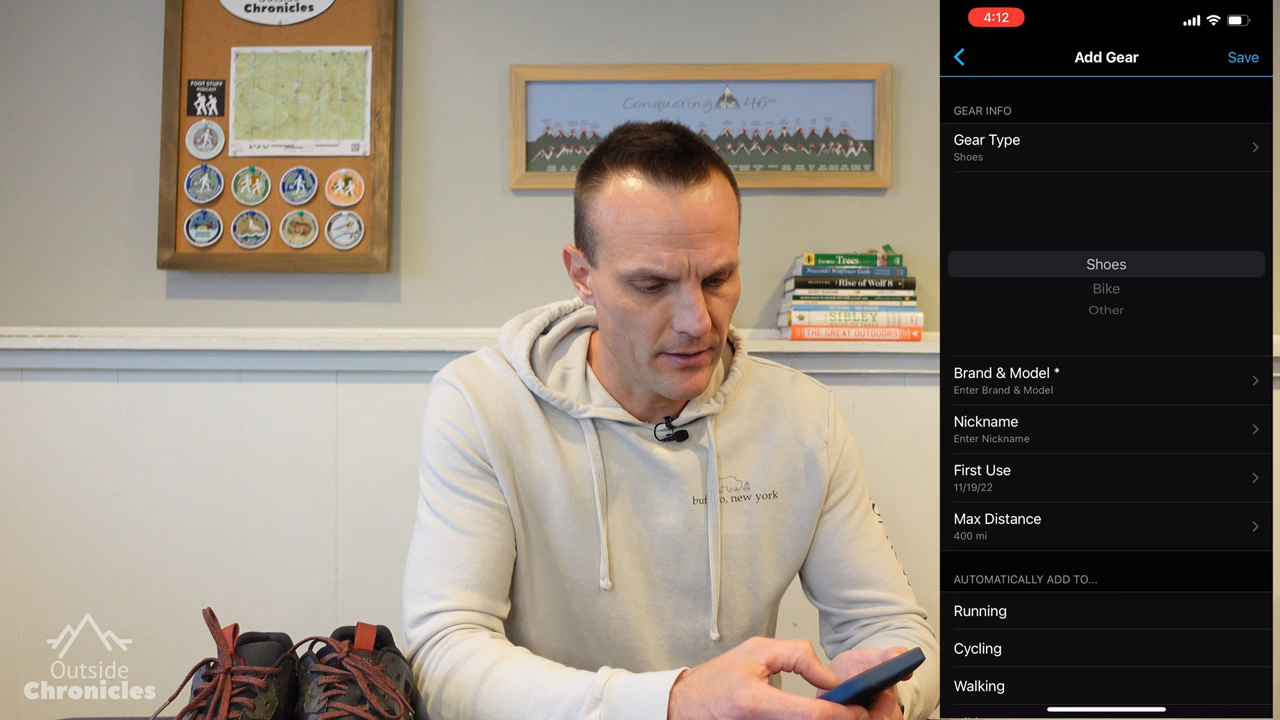 Chronicles
FOOT STUFF
PODCAST
Conquering the 46
Trees
Rise of Wolf 8
SIBLEY
THE GREAT OUTDOORS
new york
Outside
Chronicles
4:12
Add Gear
Save
GEAR INFO
Gear Type
Shoes
Shoes
Bike
Other
Brand & Model *
Enter Brand & Model
Nickname
Enter Nickname
First Use
11/19/22
Max Distance
400 mi
AUTOMATICALLY ADD TO...
Running
Cycling
Walking